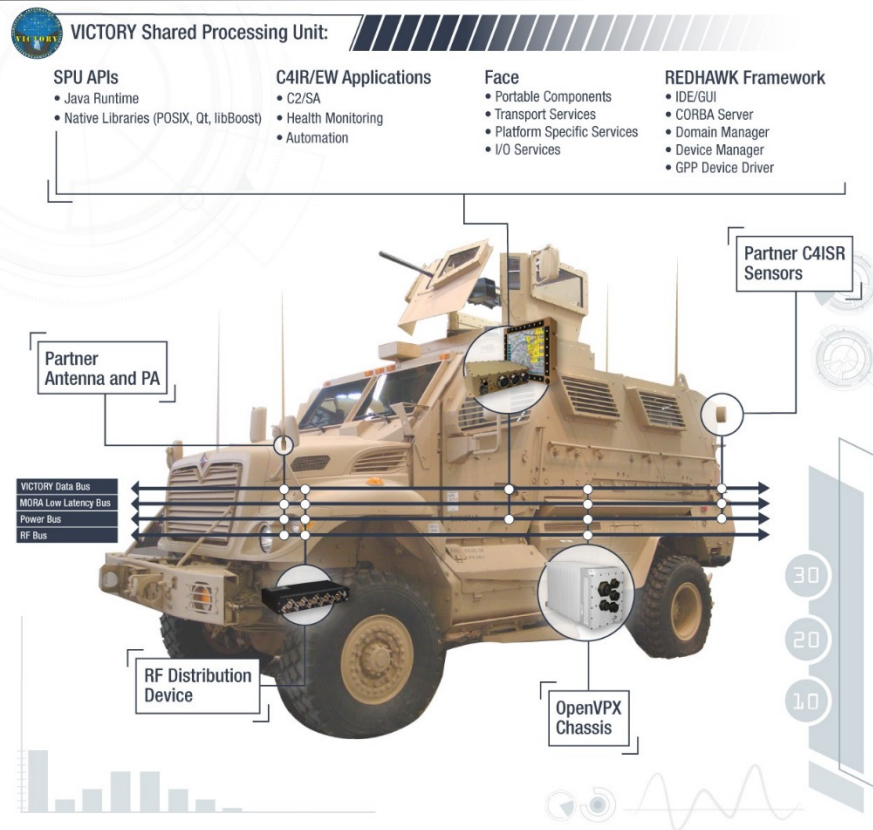 VICTORY
VICTORY Shared Processing Unit:
SPU APIs
• Java Runtime
• Native Libraries (POSIX, Qt, libBoost)
C4IR/EW Applications
• C2/SA
• Health Monitoring
• Automation
Face
• Portable Components
• Transport Services
• Platform Specific Services
• I/O Services
REDHAWK Framework
• IDE/GUI
• CORBA Server
• Domain Manager
• Device Manager
• GPP Device Driver
Partner C4ISR
Sensors
Partner
Antenna and PA
VICTORY Data Bus
MORA Low Latency Bus
Power Bus
RF Bus
30
20
10
RF Distribution
Device
OpenVPX
Chassis